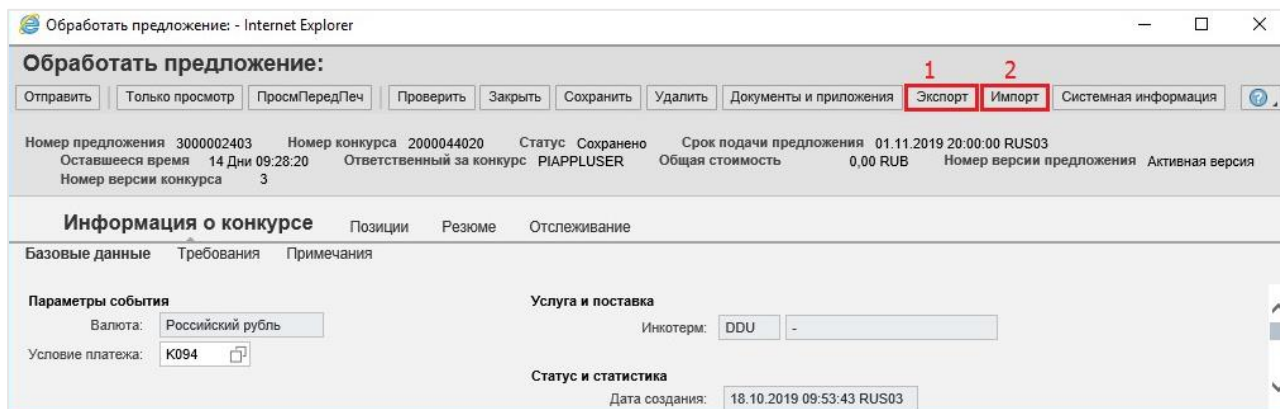 Обработать предложение: - Internet Explorer
Обработать предложение:
1 2
Отправить Только просмотр ПросмПередПеч Проверить Закрыть Сохранить Удалить Документы и приложения Экспорт Импорт Системная информация
Номер предложения 3000002403 Номер конкурса 2000044020 Статус Сохранено Срок подачи предложения 01.11.2019 20:00:00 RUS03
Оставшееся время 14 Дни 09:28:20 Ответственный за конкурс PIAPPLUSER Общая стоимость 0,00 RUB Номер версии предложения Активная версия
Номер версии конкурса 3
Информация о конкурсе Позиции Резюме Отслеживание
Базовые данные Требования Примечания
Параметры события Услуга и поставка
Валюта: Российский рубль Инкотерм: DDU -
Условие платежа: K094
Статус и статистика
Дата создания: 18.10.2019 09:53:43 RUS03